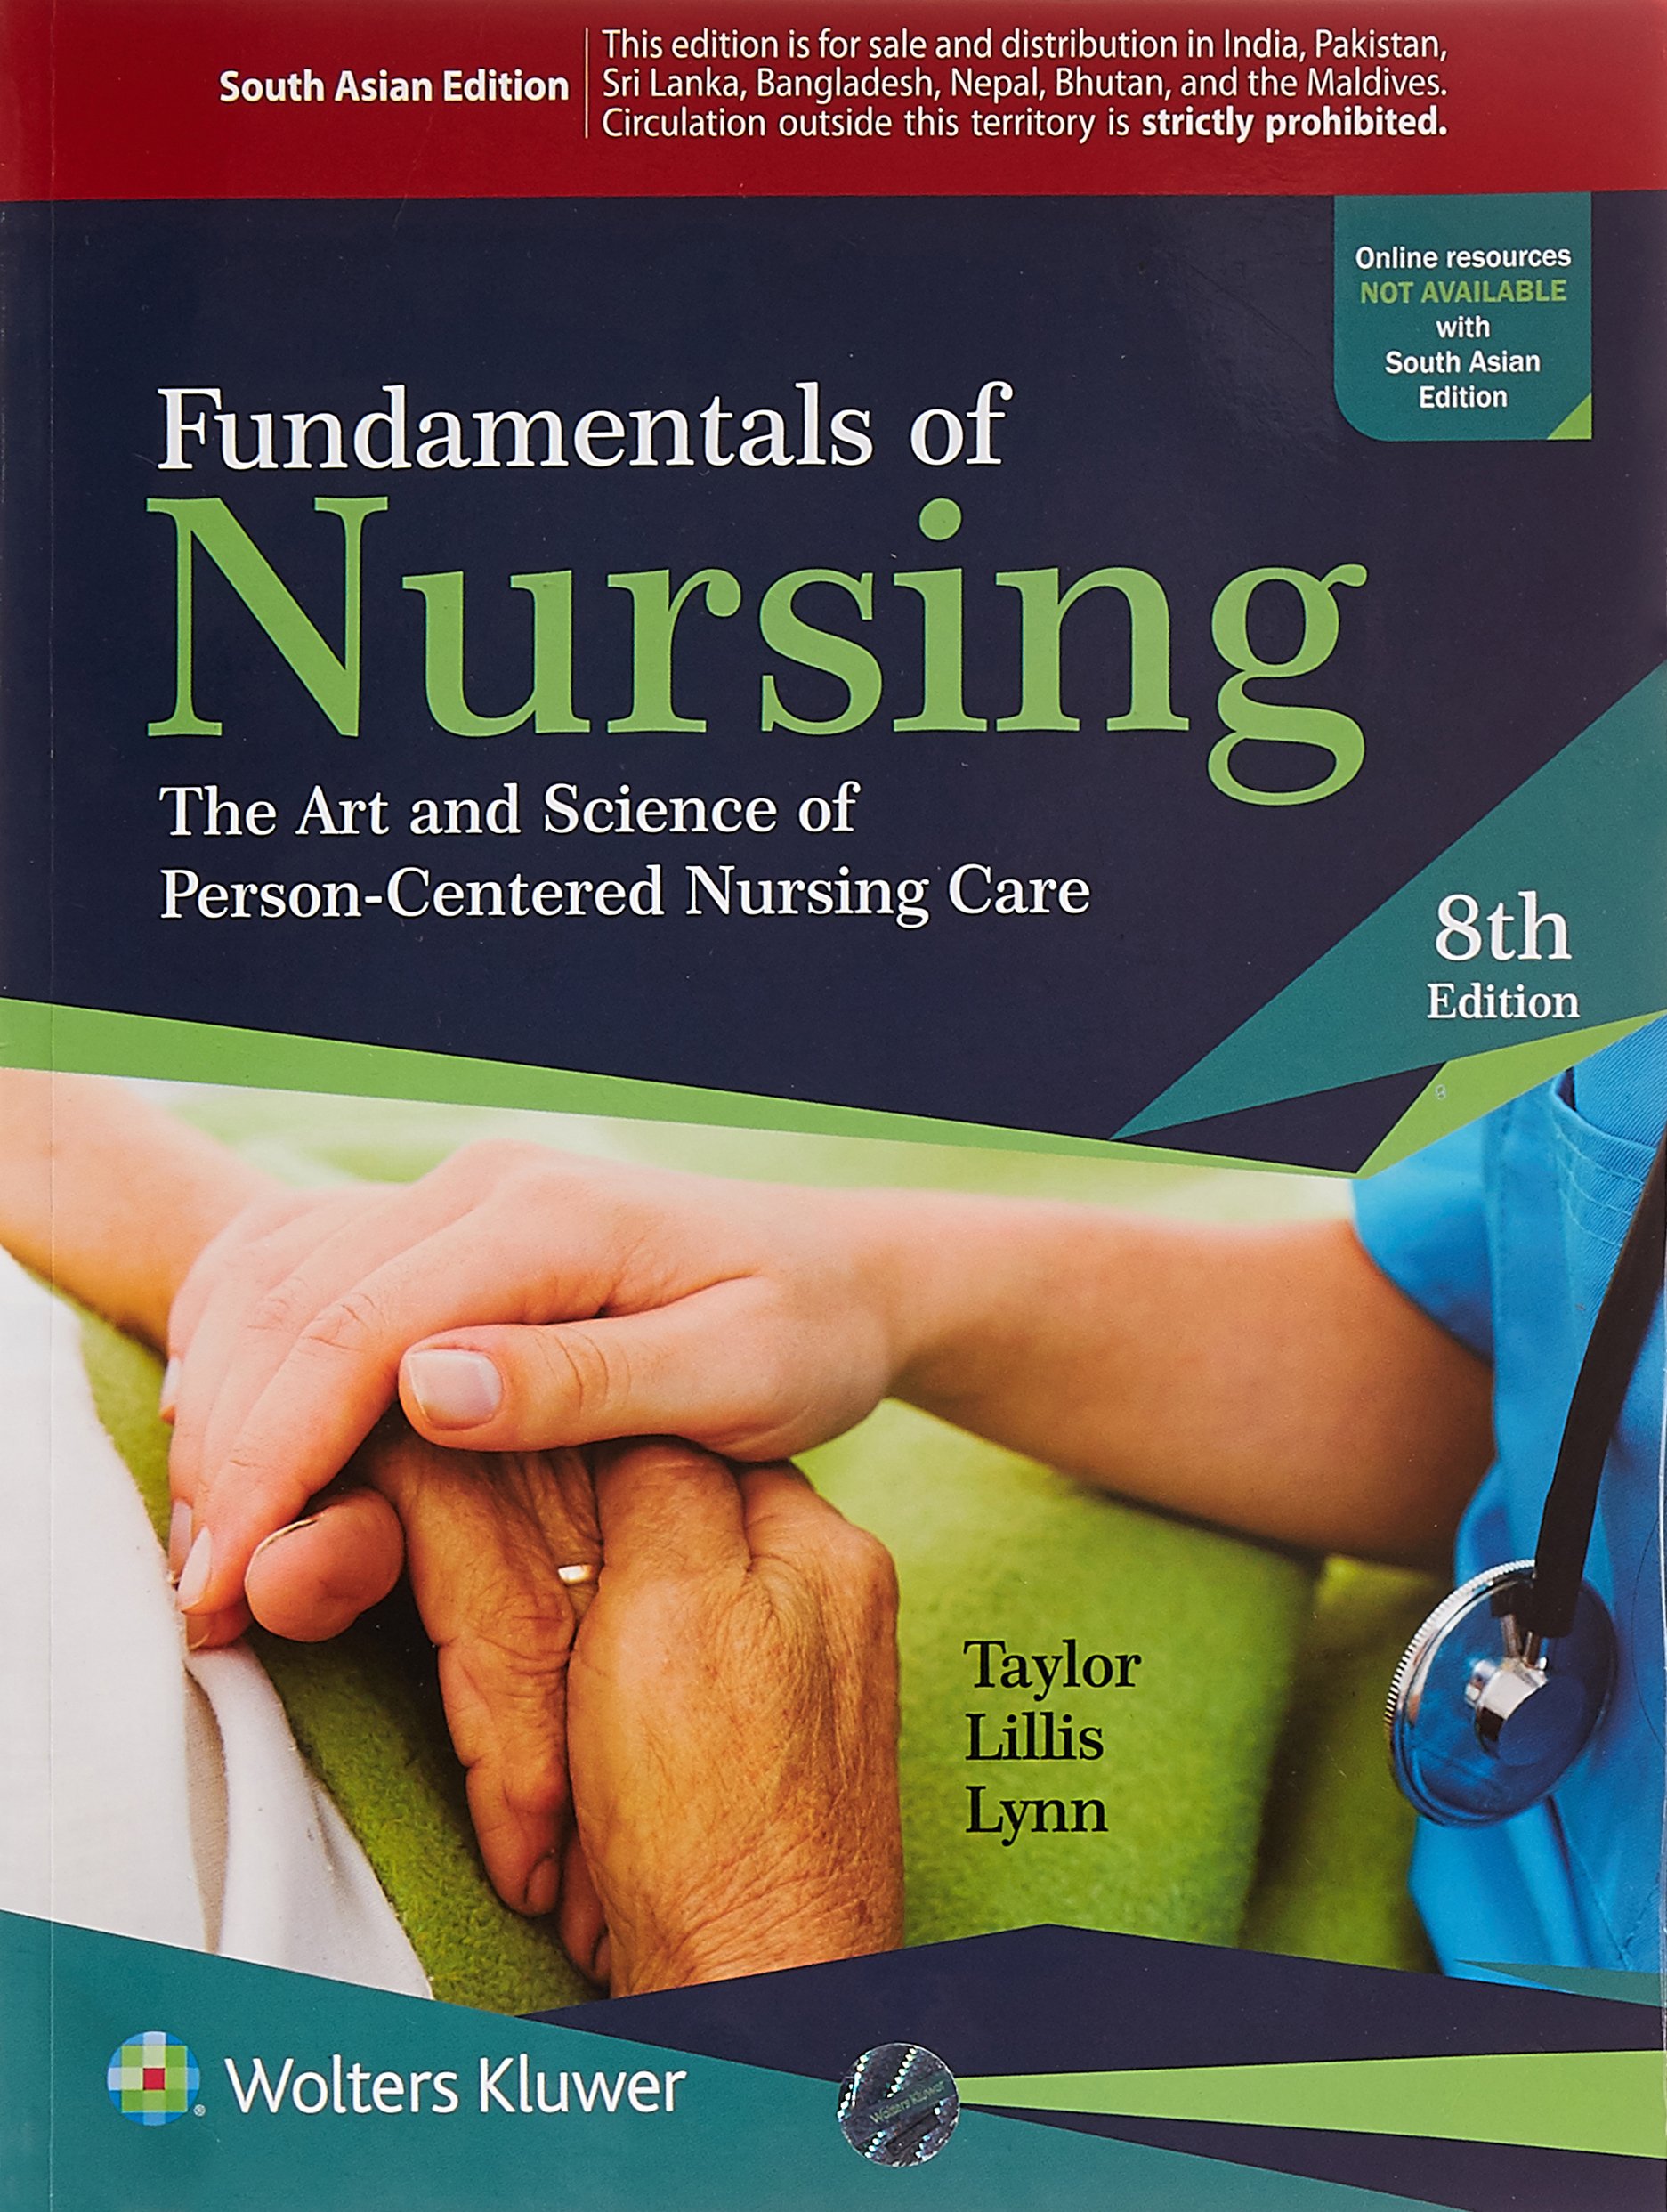 South Asian Edition
This edition is for sale and distribution in India, Pakistan,
Sri Lanka, Bangladesh, Nepal, Bhutan, and the Maldives.
Circulation outside this territory is strictly prohibited.
Online resources
NOT AVAILABLE
with
South Asian
Edition
Fundamentals of
Nursing
The Art and Science of
Person-Centered Nursing Care
8th
Edition
Taylor
Lillis
Lynn
Wolters Kluwer
Wolters Kluwer